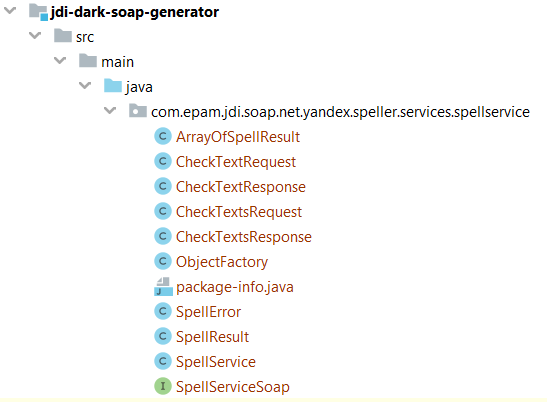 jdi-dark-soap-generator
src
main
java
com.epam.jdi.soap.net.yandex.speller.services.spellservice
C ArrayOfSpellResult
C CheckTextRequest
C CheckTextResponse
C CheckTextsRequest
C CheckTextsResponse
C ObjectFactory
J package-info.java
C SpellError
C SpellResult
C SpellService
I SpellServiceSoap